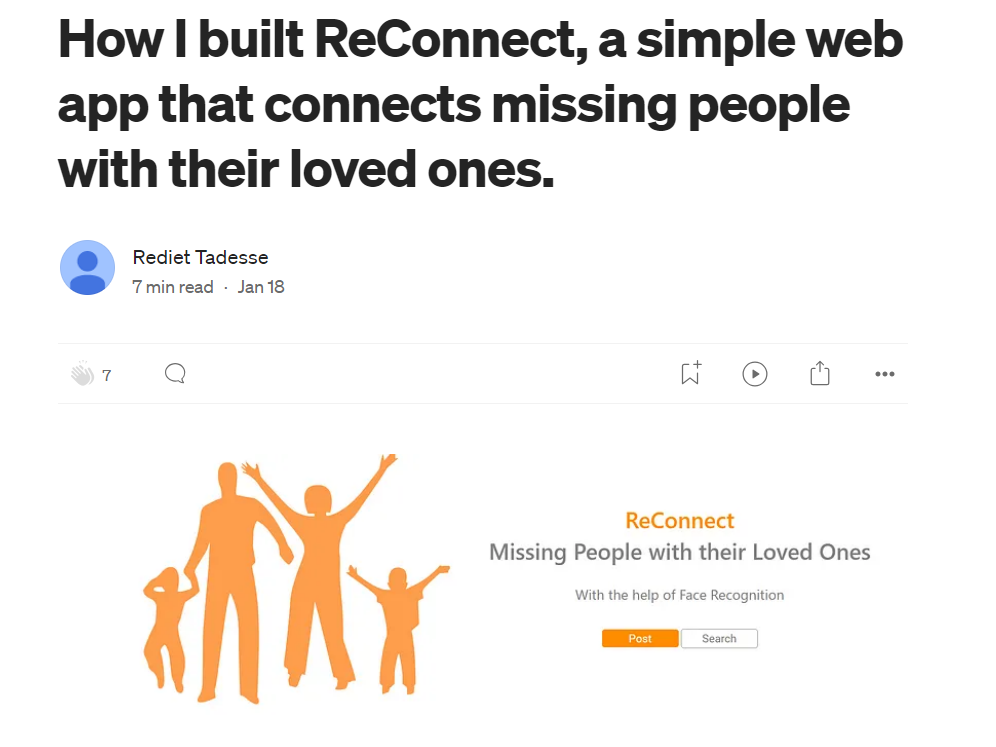 How I built ReConnect, a simple web
app that connects missing people
with their loved ones.
Rediet Tadesse
7 min read · Jan 18
7
ReConnect
Missing People with their Loved Ones
With the help of Face Recognition
Post Search